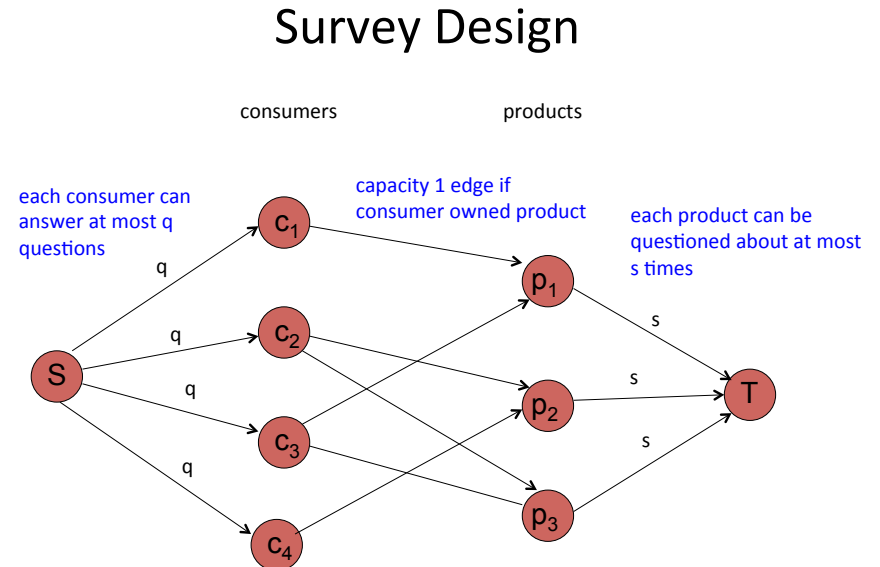 Survey Design
consumers
products
each consumer can
answer at most q
questions
capacity 1 edge if
consumer owned product
each product can be
questioned about at most
s times
S
q
q
q
q
c₁
c₂
c₃
c₄
p₁
p₂
p₃
s
s
s
T